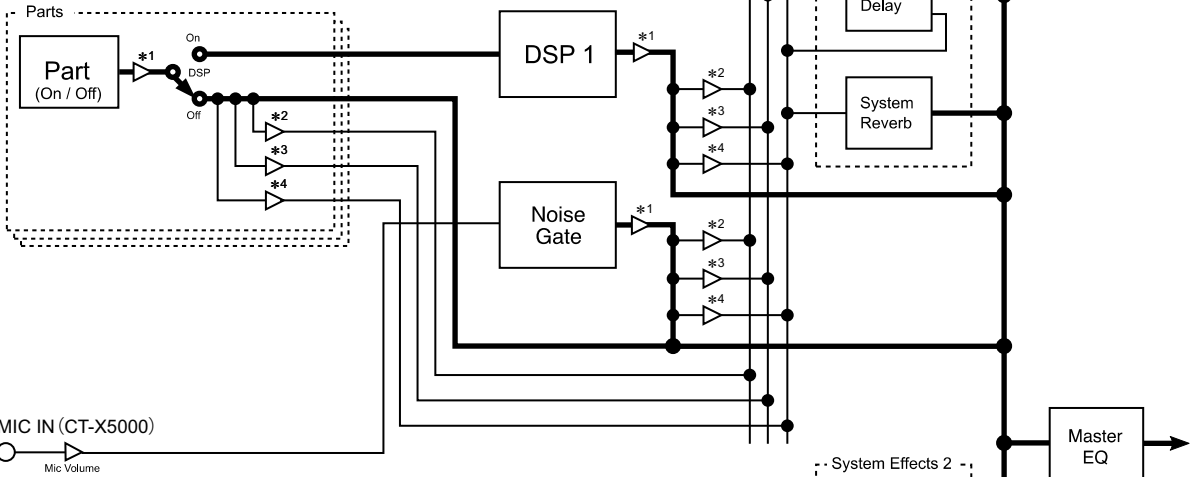 Parts
Part
(On / Off)
*1
On
DSP
Off
*2
*3
*4
DSP 1
*1
*2
*3
*4
Noise
Gate
*1
*2
*3
*4
Delay
System
Reverb
MIC IN (CT-X5000)
Mic Volume
System Effects 2
Master
EQ